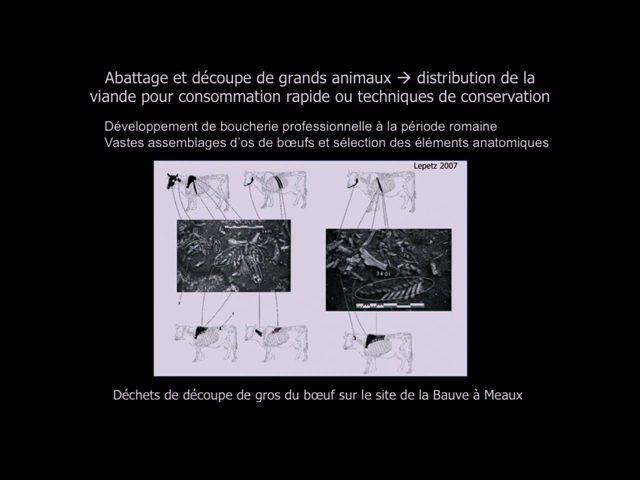 Abattage et découpe de grands animaux → distribution de la
viande pour consommation rapide ou techniques de conservation
Développement de boucherie professionnelle à la période romaine
Vastes assemblages d'os de bœufs et sélection des éléments anatomiques
Lepetz 2007
34 01
Déchets de découpe de gros du bœuf sur le site de la Bauve à Meaux